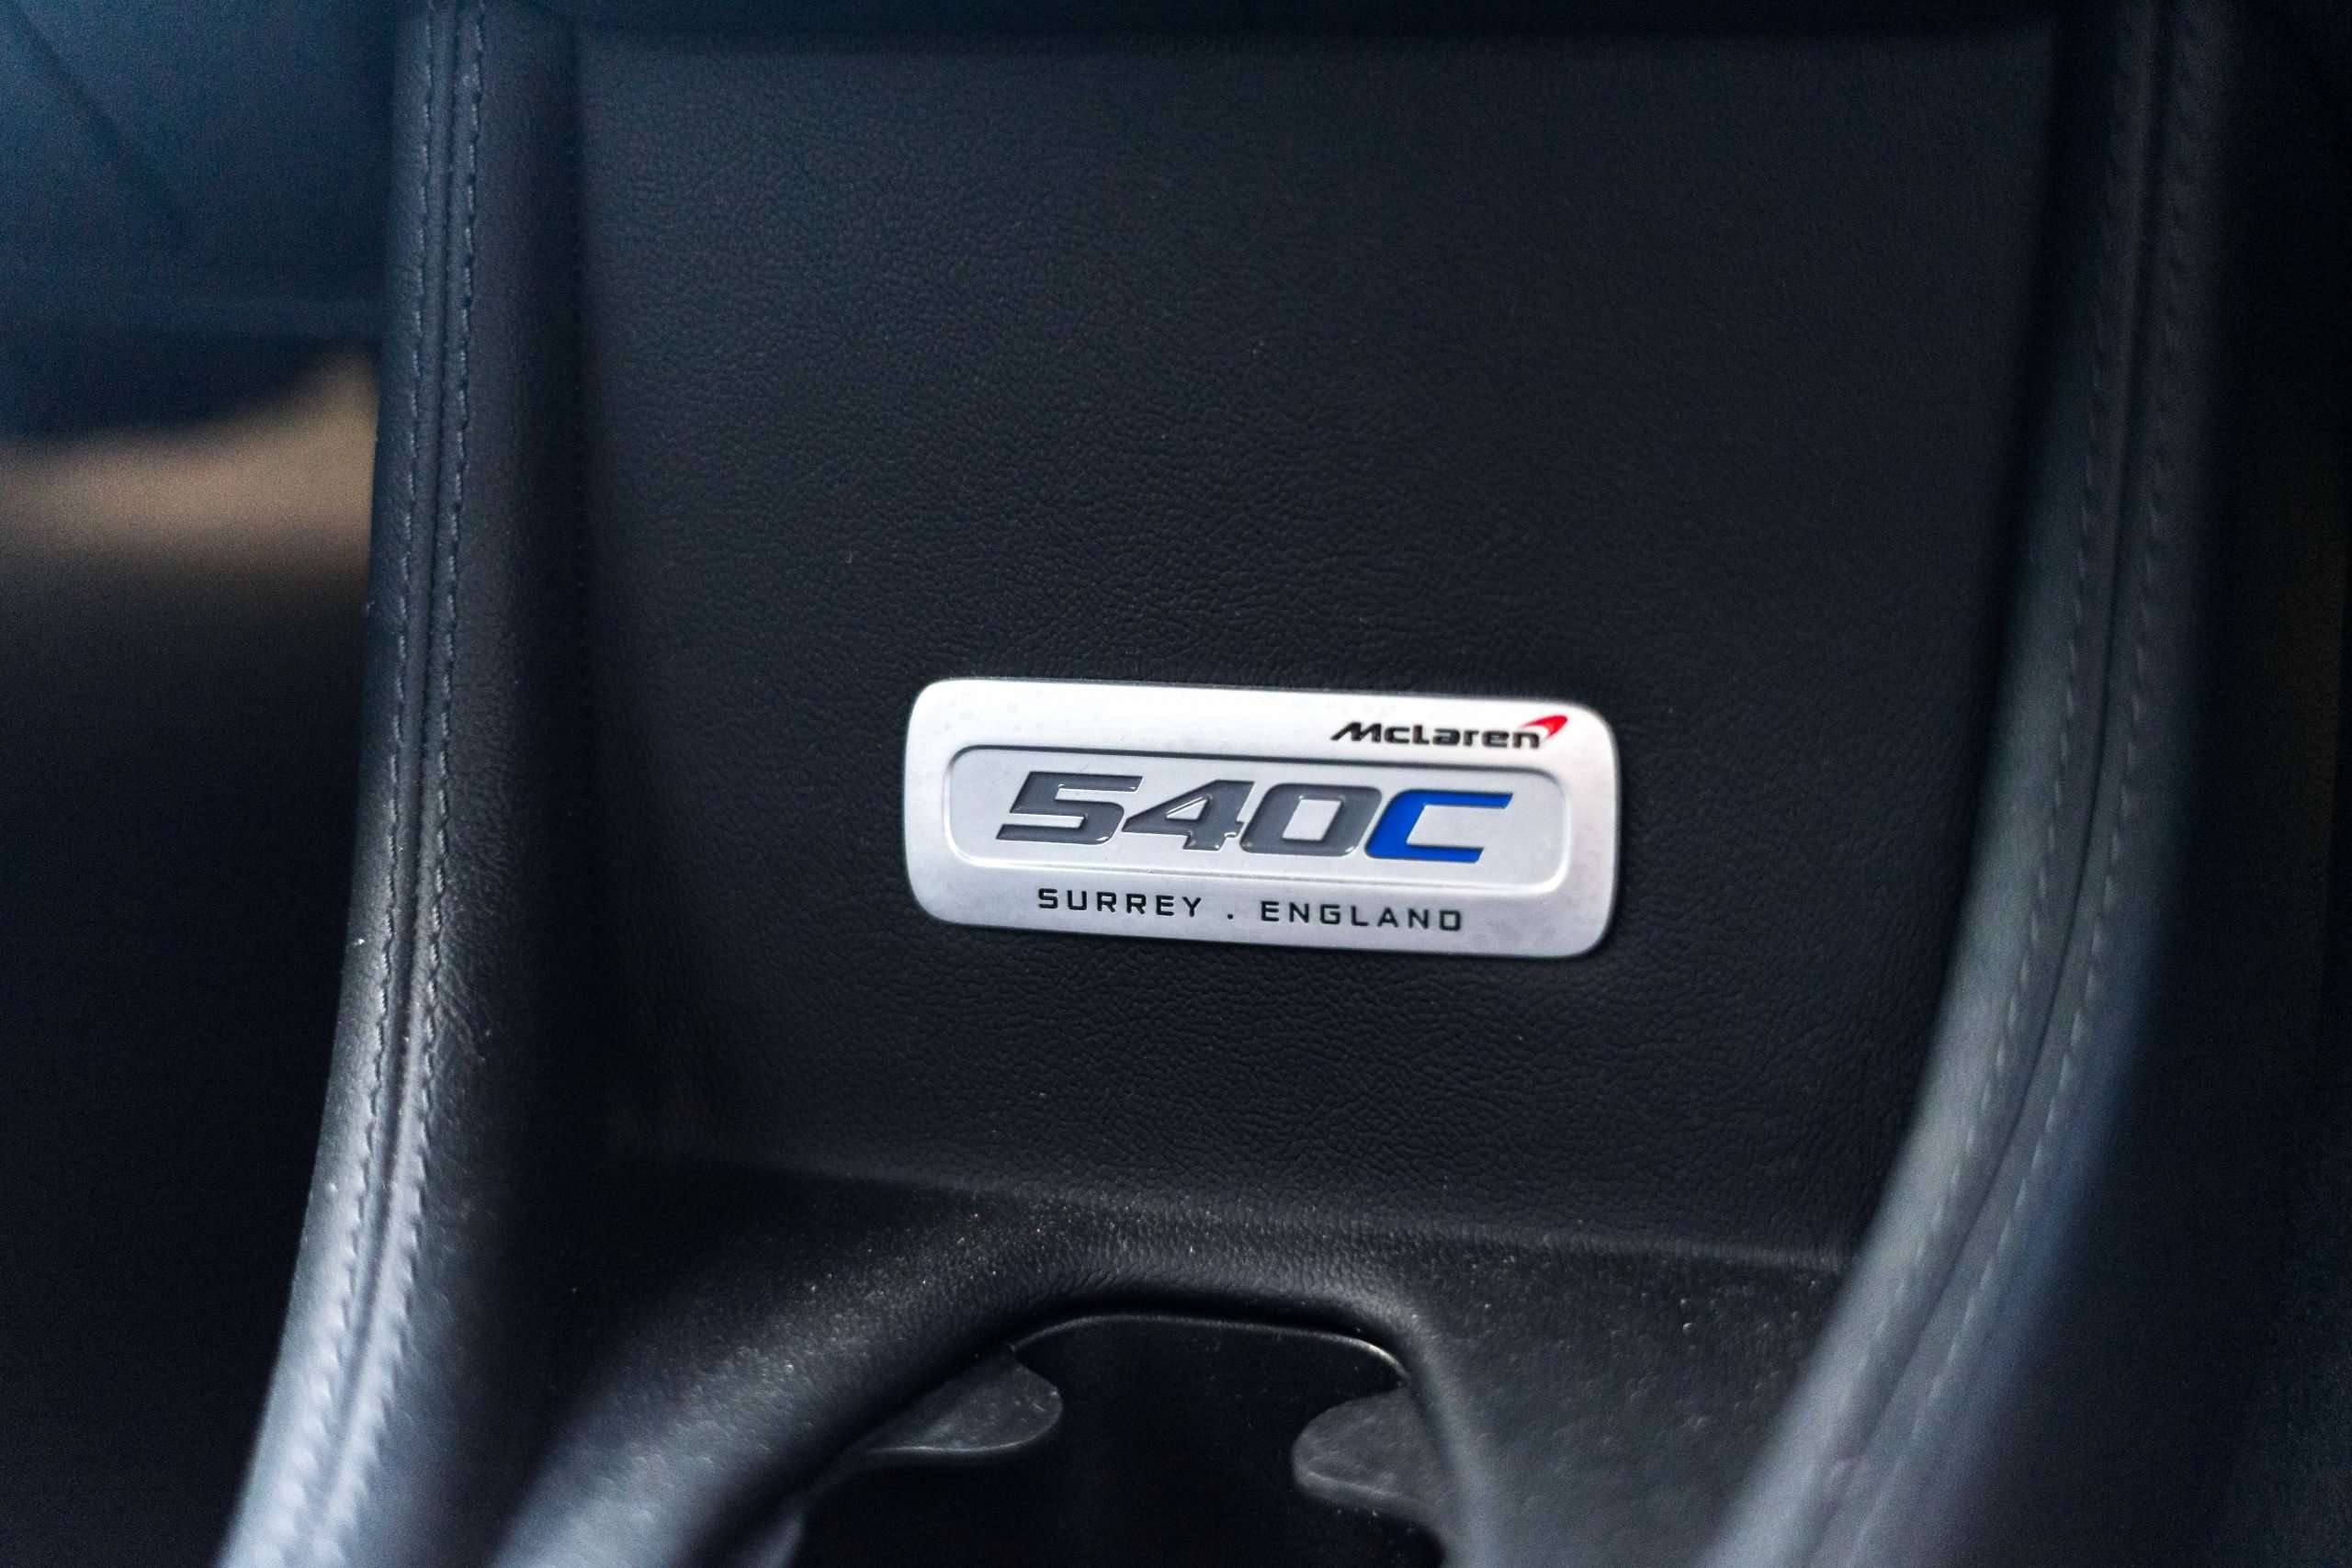 McLaren
540C
SURREY . ENGLAND